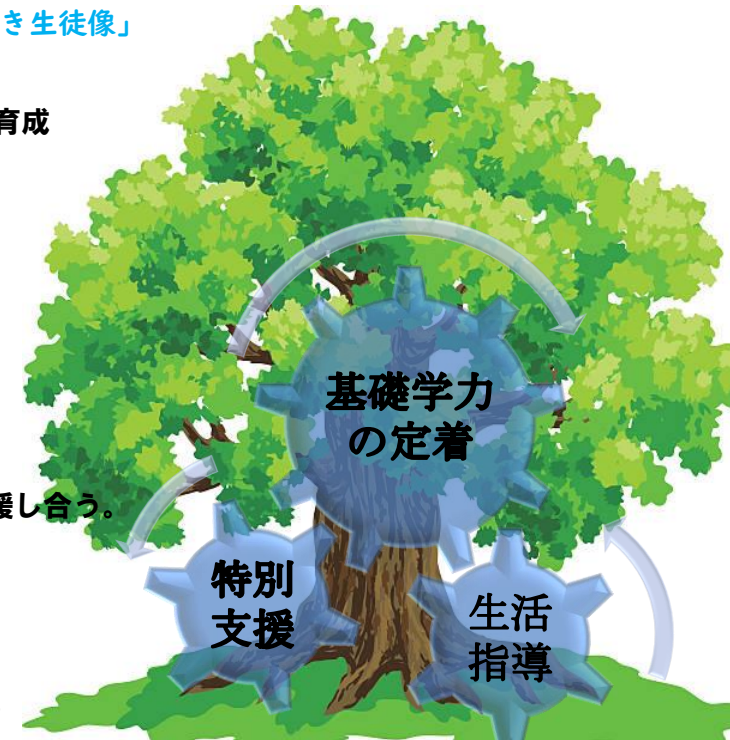 き生徒像」
育成
基礎学力
の定着
援し合う。
特別
支援
生活
指導